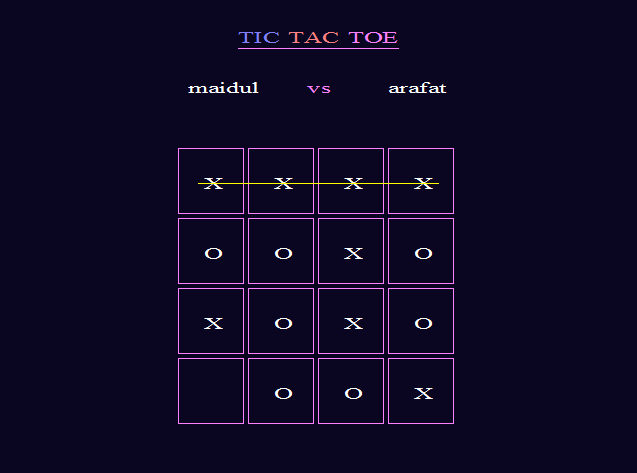 TIC TAC TOE
maidul vs arafat
X X X X
O O X O
X O X O
O O X